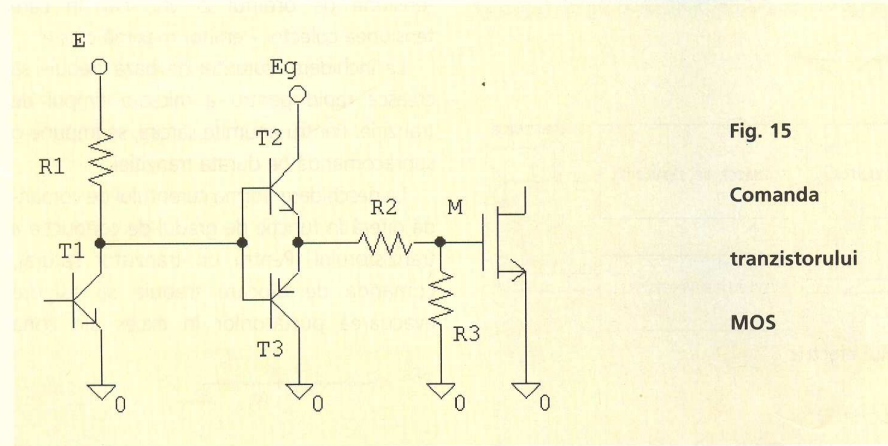 E
Eg
T2
R1
R2
M
T1
T3
R3
0
0
0
0
Fig. 15
Comanda
tranzistorului
MOS